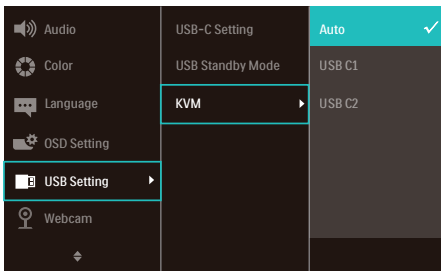 Audio
Color
Language
OSD Setting
USB Setting
Webcam
USB-C Setting
USB Standby Mode
KVM
Auto
USB C1
USB C2